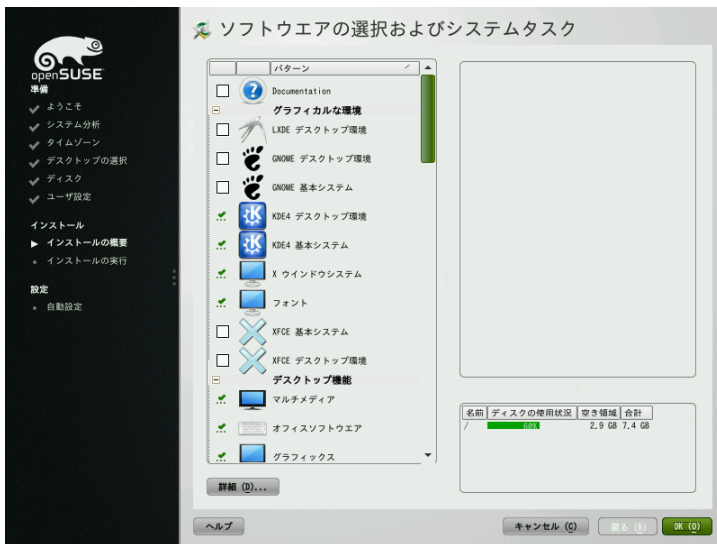 ソフトウエアの選択およびシステムタスク
openSUSE
準備
ようこそ
システム分析
タイムゾーン
デスクトップの選択
ディスク
ユーザ設定
インストール
インストールの概要
インストールの実行
設定
自動設定
パターン
Documentation
グラフィカルな環境
LXDE デスクトップ環境
GNOME デスクトップ環境
GNOME 基本システム
KDE4 デスクトップ環境
KDE4 基本システム
X ウインドウシステム
フォント
XFCE 基本システム
XFCE デスクトップ環境
デスクトップ機能
マルチメディア
オフィスソフトウエア
グラフィックス
詳細 (D)...
名前 ディスクの使用状況 空き領域 合計
/ 60% 2.9 GB 7.4 GB
ヘルプ
キャンセル (C)
戻る (B)
OK (O)